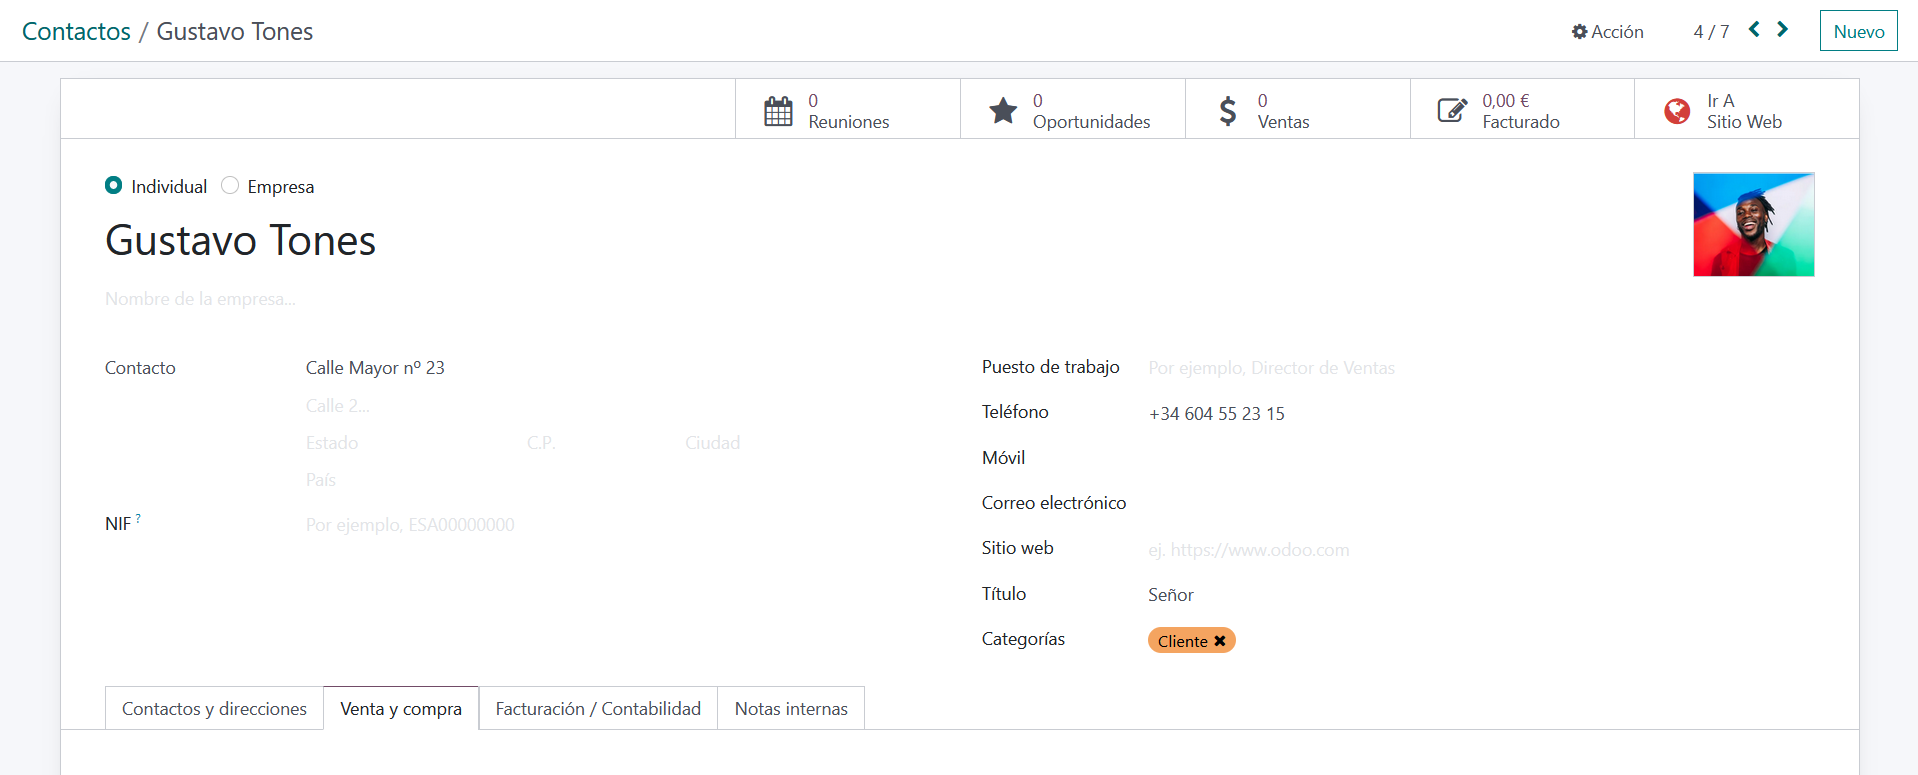 Contactos / Gustavo Tones
Acción
4 / 7
Nuevo
0
Reuniones
0
Oportunidades
0
Ventas
0,00 €
Facturado
Ir A
Sitio Web
Individual
Empresa
Gustavo Tones
Nombre de la empresa...
Contacto
Calle Mayor nº 23
Calle 2...
Estado
C.P.
Ciudad
País
NIF ?
Por ejemplo, ESA00000000
Puesto de trabajo
Por ejemplo, Director de Ventas
Teléfono
+34 604 55 23 15
Móvil
Correo electrónico
Sitio web
ej. https://www.odoo.com
Título
Señor
Categorías
Cliente
Contactos y direcciones
Venta y compra
Facturación / Contabilidad
Notas internas